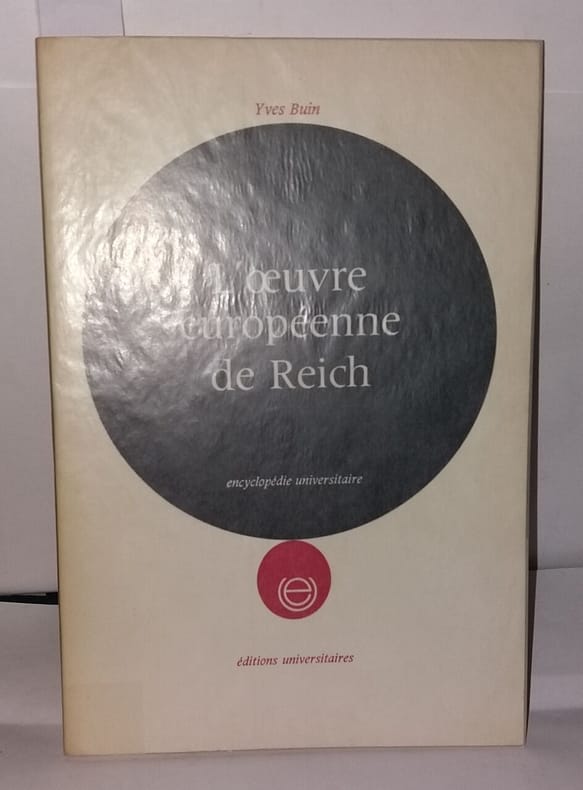 Yves Buin
L'œuvre
européenne
de Reich
encyclopédie universitaire
e
éditions universitaires